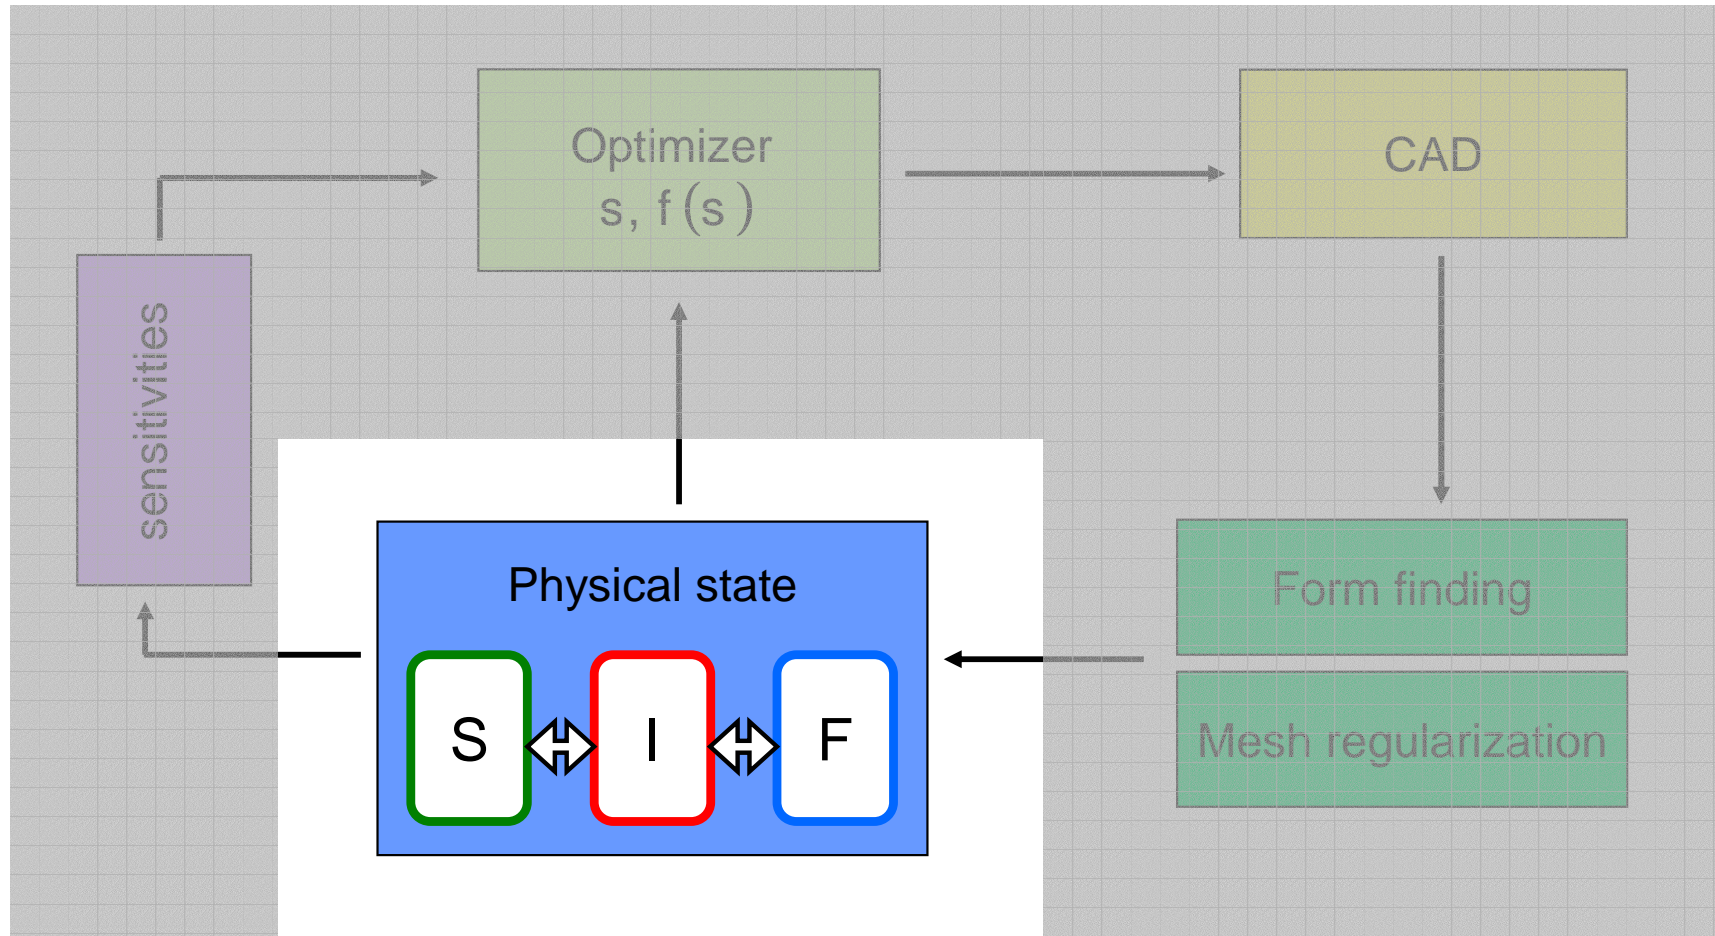 Optimizer
s, f (s)
CAD
sensitivities
Physical state
S
I
F
Form finding
Mesh regularization